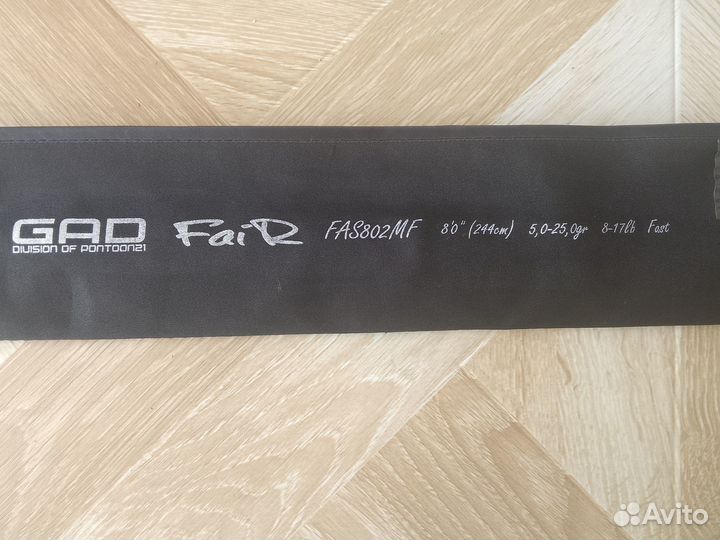 GAD FaiR FAS802MF 8'0" (244cm) 5,0-25,0gr 8-17lb Fast
DIVISION OF PONTOON21
Avito